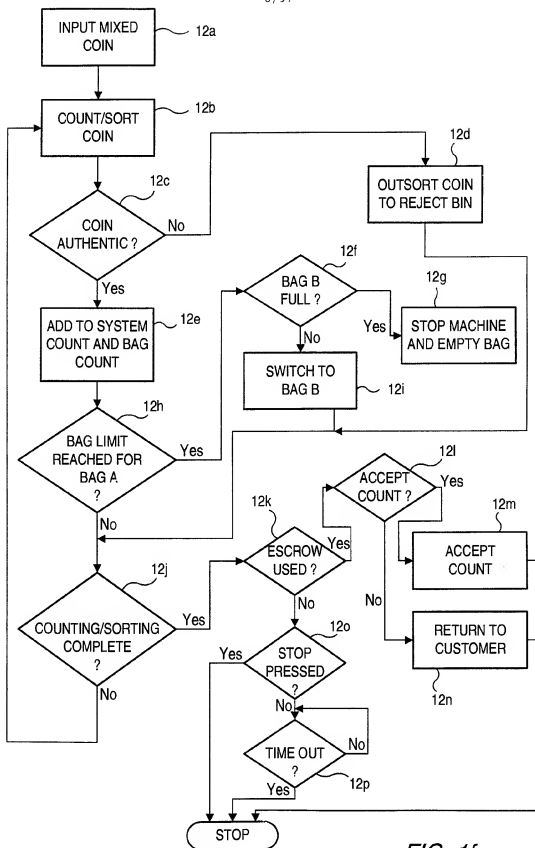 INPUT MIXED
COIN
12a
COUNT/SORT
COIN
12b
12c
COIN
AUTHENTIC ?
No
Yes
12d
OUTSORT COIN
TO REJECT BIN
ADD TO SYSTEM
COUNT AND BAG
COUNT
12e
12f
BAG B
FULL ?
Yes
No
12g
STOP MACHINE
AND EMPTY BAG
SWITCH TO
BAG B
12i
12h
BAG LIMIT
REACHED FOR
BAG A
?
Yes
No
12l
ACCEPT
COUNT ?
Yes
No
12k
ESCROW
USED ?
Yes
No
12m
ACCEPT
COUNT
12j
COUNTING/SORTING
COMPLETE
?
Yes
No
RETURN TO
CUSTOMER
12n
12o
STOP
PRESSED
?
Yes
No
TIME OUT
?
No
Yes
12p
STOP